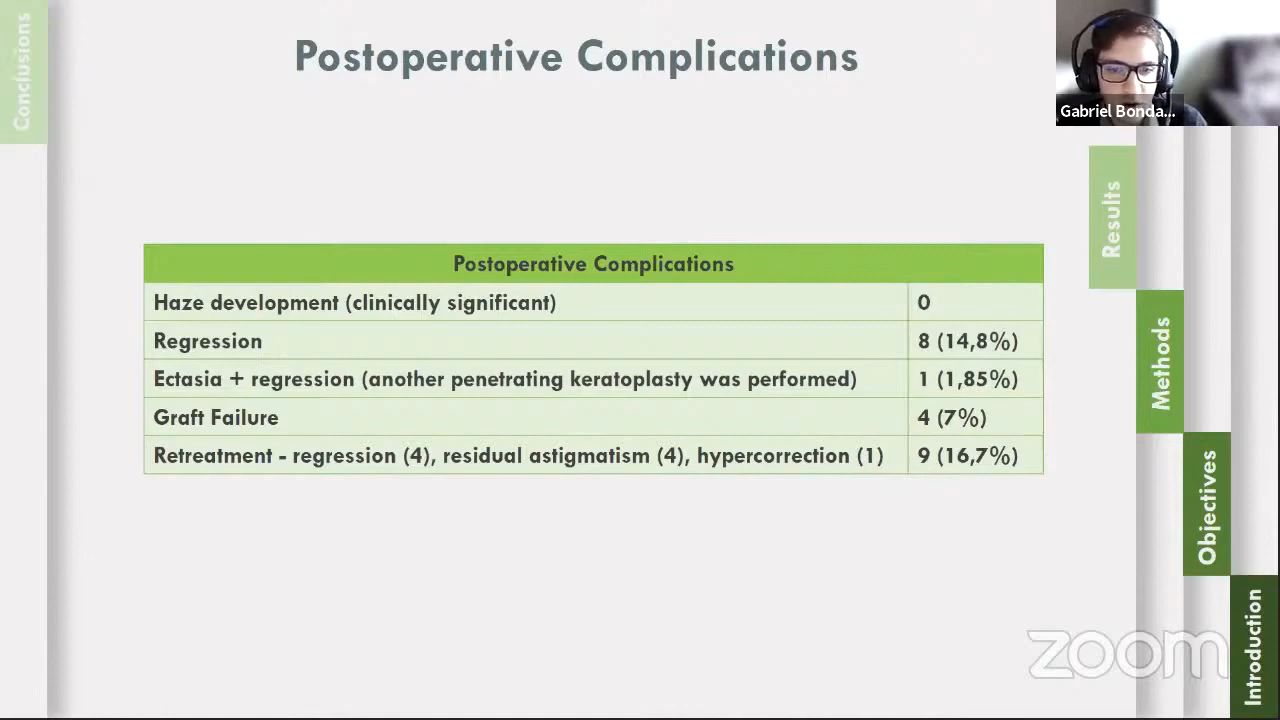 Conclusions
Postoperative Complications
Gabriel Bonda...
Results
Methods
Objectives
Introduction
Postoperative Complications
Haze development (clinically significant) 0
Regression 8 (14,8%)
Ectasia + regression (another penetrating keratoplasty was performed) 1 (1,85%)
Graft Failure 4 (7%)
Retreatment - regression (4), residual astigmatism (4), hypercorrection (1) 9 (16,7%)
zoom